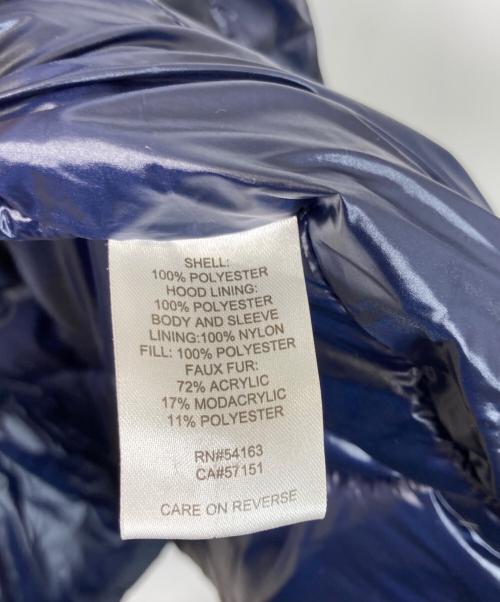 SHELL:
100% POLYESTER
HOOD LINING:
100% POLYESTER
BODY AND SLEEVE
LINING:100% NYLON
FILL: 100% POLYESTER
FAUX FUR:
72% ACRYLIC
17% MODACRYLIC
11% POLYESTER
RN#54163
CA#57151
CARE ON REVERSE